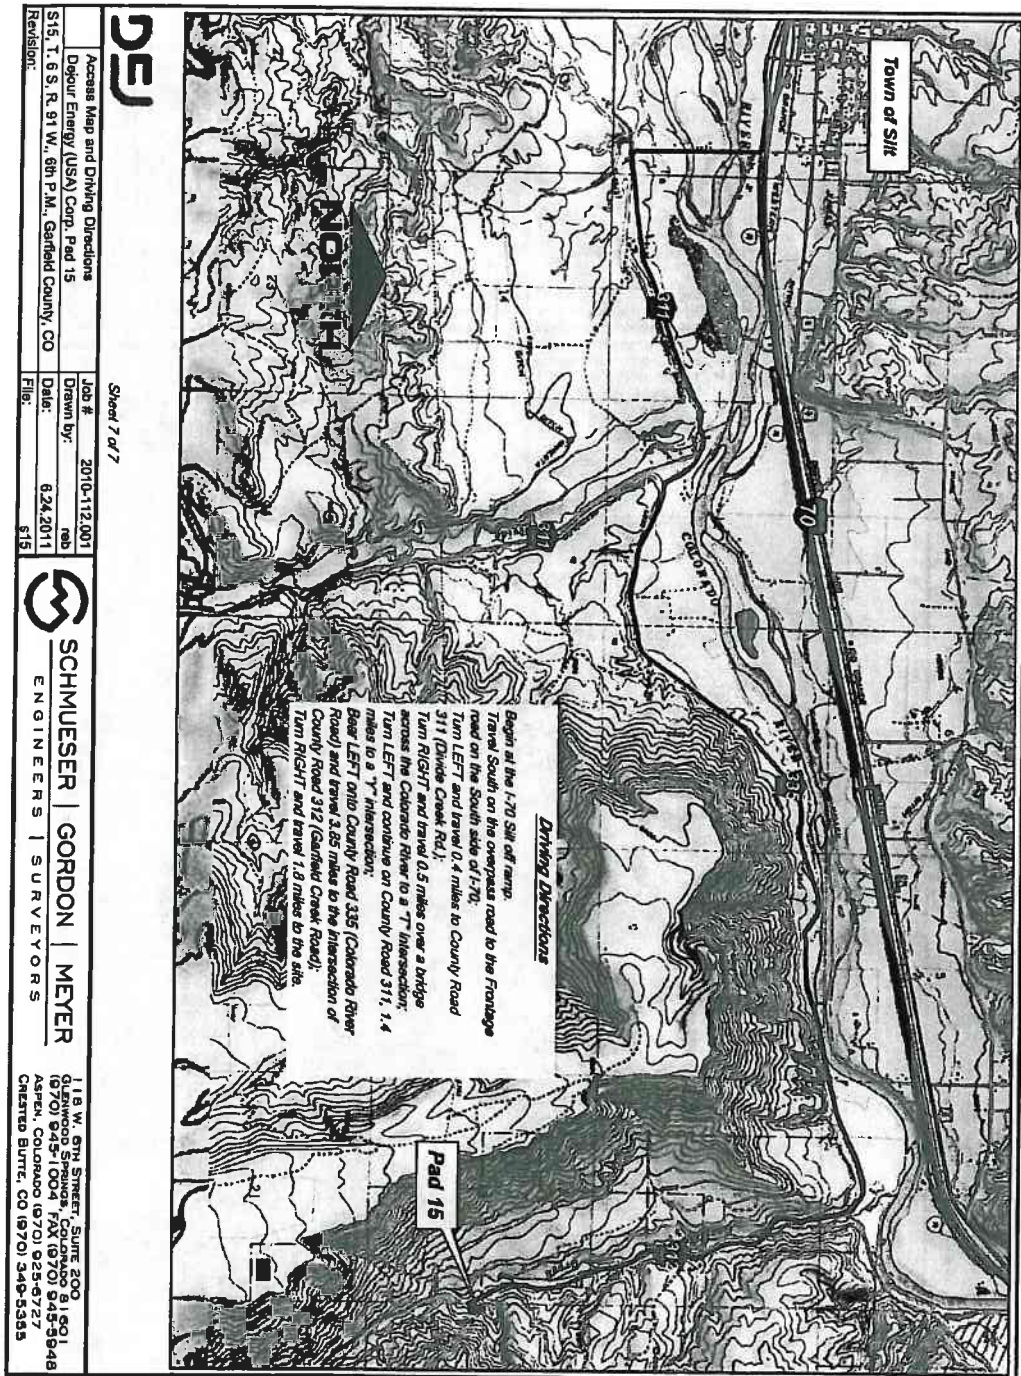 Town of Silt
RIVER
311
70
COLORADO
RIVER
311
335
NORTH
Pad 15
Driving Directions
Begin at the I-70 Silt off ramp.
Travel South on the overpass road to the Frontage
road on the South side of I-70;
Turn LEFT and travel 0.4 miles to County Road
311 (Divide Creek Rd.);
Turn RIGHT and travel 0.5 miles over a bridge
across the Colorado River to a "T" intersection;
Turn LEFT and continue on County Road 311, 1.4
miles to a "Y" intersection;
Bear LEFT onto County Road 335 (Colorado River
Road) and travel 3.85 miles to the intersection of
County Road 312 (Garfield Creek Road);
Turn RIGHT and travel 1.8 miles to the site.
DEJ
Sheet 7 of 7
Access Map and Driving Directions
Dejour Energy (USA) Corp. Pad 15
S15, T. 6 S, R. 91 W., 6th P.M., Garfield County, CO
Revision:
Job # 2010-112.001
Drawn by: reb
Date: 6.24.2011
File: S15
SCHMUESER | GORDON | MEYER
ENGINEERS | SURVEYORS
118 W. 6TH STREET, SUITE 200
GLENWOOD SPRINGS, COLORADO 81601
(970) 945-1004 FAX (970) 945-5948
ASPEN, COLORADO (970) 925-6727
CRESTED BUTTE, CO (970) 349-5355